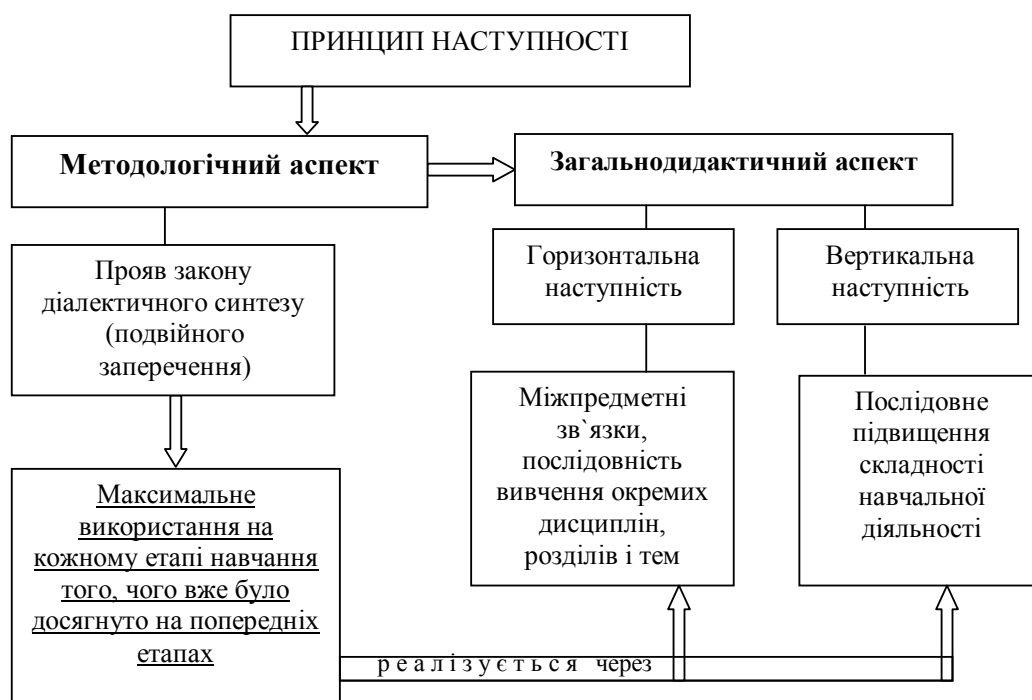 ПРИНЦИП НАСТУПНОСТІ
Методологічний аспект
Загальнодидактичний аспект
Прояв закону
діалектичного синтезу
(подвійного
заперечення)
Горизонтальна
наступність
Вертикальна
наступність
Максимальне
використання на
кожному етапі навчання
того, чого вже було
досягнуто на попередніх
етапах
Міжпредметні
зв`язки,
послідовність
вивчення окремих
дисциплін,
розділів і тем
Послідовне
підвищення
складності
навчальної
діяльності
р е а л і з у є т ь с я через